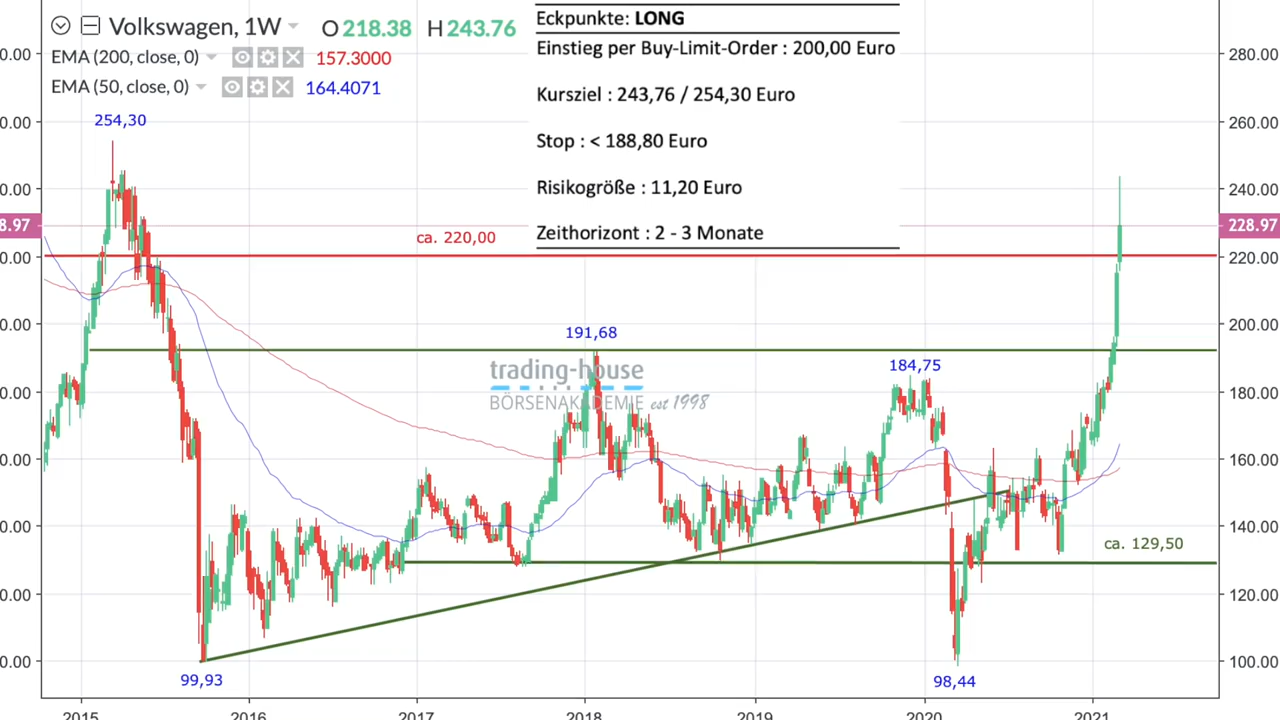 Volkswagen, 1W O 218.38 H 243.76
EMA (200, close, 0) 157.3000
EMA (50, close, 0) 164.4071
Eckpunkte: LONG
Einstieg per Buy-Limit-Order : 200,00 Euro
Kursziel : 243,76 / 254,30 Euro
Stop : < 188,80 Euro
Risikogröße : 11,20 Euro
Zeithorizont : 2 - 3 Monate
254,30
ca. 220,00
191,68
184,75
trading-house
BÖRSENAKADEMIE est 1998
ca. 129,50
99,93
98,44
280.00
260.00
240.00
228.97
220.00
200.00
180.00
160.00
140.00
120.00
100.00
2015 2016 2017 2018 2019 2020 2021